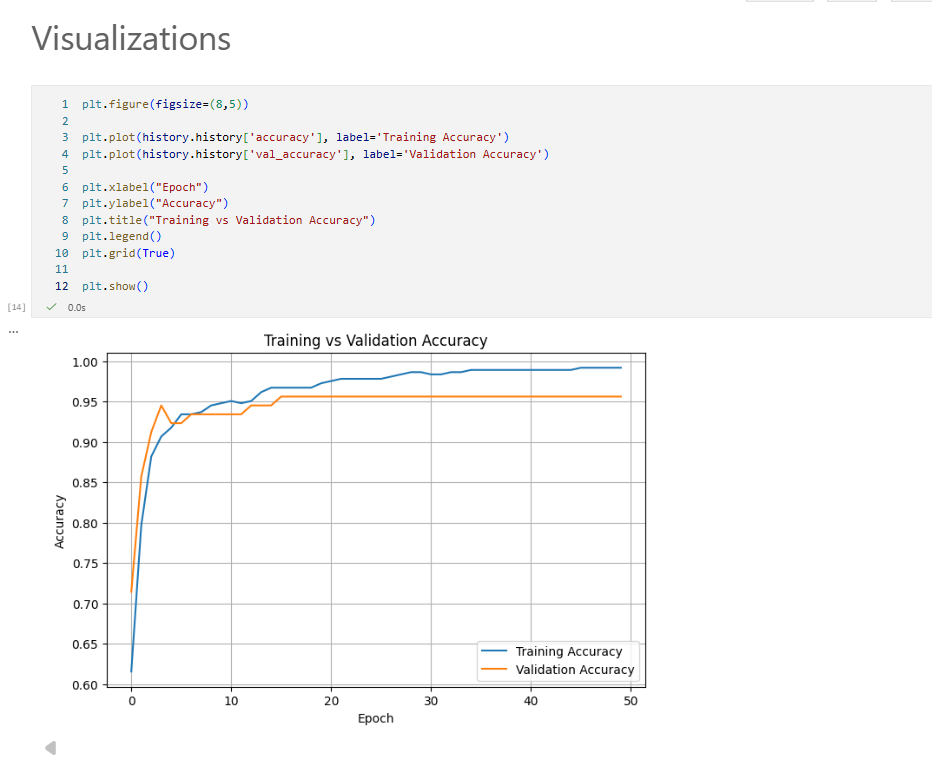 Visualizations
1 plt.figure(figsize=(8,5))
2
3 plt.plot(history.history['accuracy'], label='Training Accuracy')
4 plt.plot(history.history['val_accuracy'], label='Validation Accuracy')
5
6 plt.xlabel("Epoch")
7 plt.ylabel("Accuracy")
8 plt.title("Training vs Validation Accuracy")
9 plt.legend()
10 plt.grid(True)
11
12 plt.show()
[14] ✓ 0.0s
...
Training vs Validation Accuracy
1.00
0.95
0.90
0.85
0.80
0.75
0.70
0.65
0.60
Accuracy
Training Accuracy
Validation Accuracy
0 10 20 30 40 50
Epoch